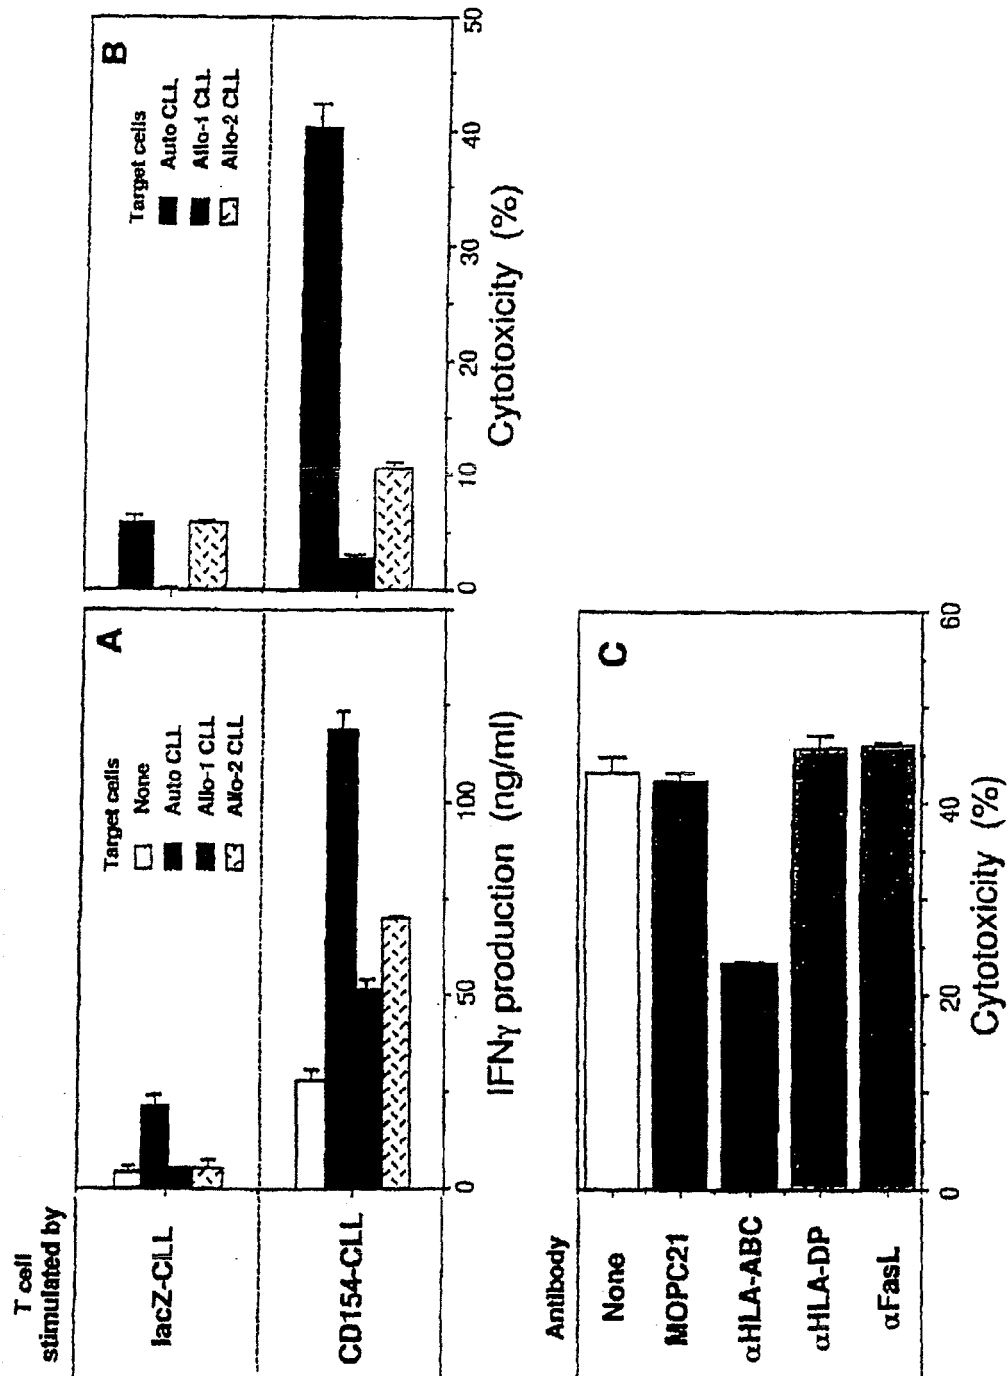 T cell
stimulated by
lacZ-CLL
CD154-CLL
A
Target cells
None
Auto CLL
Allo-1 CLL
Allo-2 CLL
0
50
100
IFNγ production (ng/ml)
B
Target cells
Auto CLL
Allo-1 CLL
Allo-2 CLL
0
10
20
30
40
50
Cytotoxicity (%)
Antibody
None
MOPC21
αHLA-ABC
αHLA-DP
αFasL
C
0
20
40
60
Cytotoxicity (%)